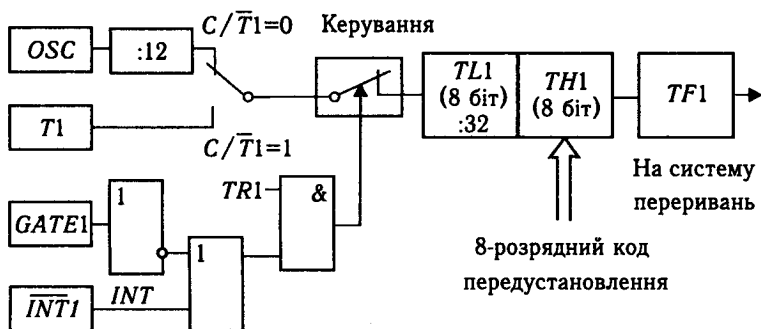 C/T̅1=0 Керування
OSC
:12
TL1
(8 біт)
:32
TH1
(8 біт)
TF1
T1
C/T̅1=1
На систему
переривань
TR1
&
GATE1
1
1
8-розрядний код
передустановлення
I̅N̅T̅1
INT